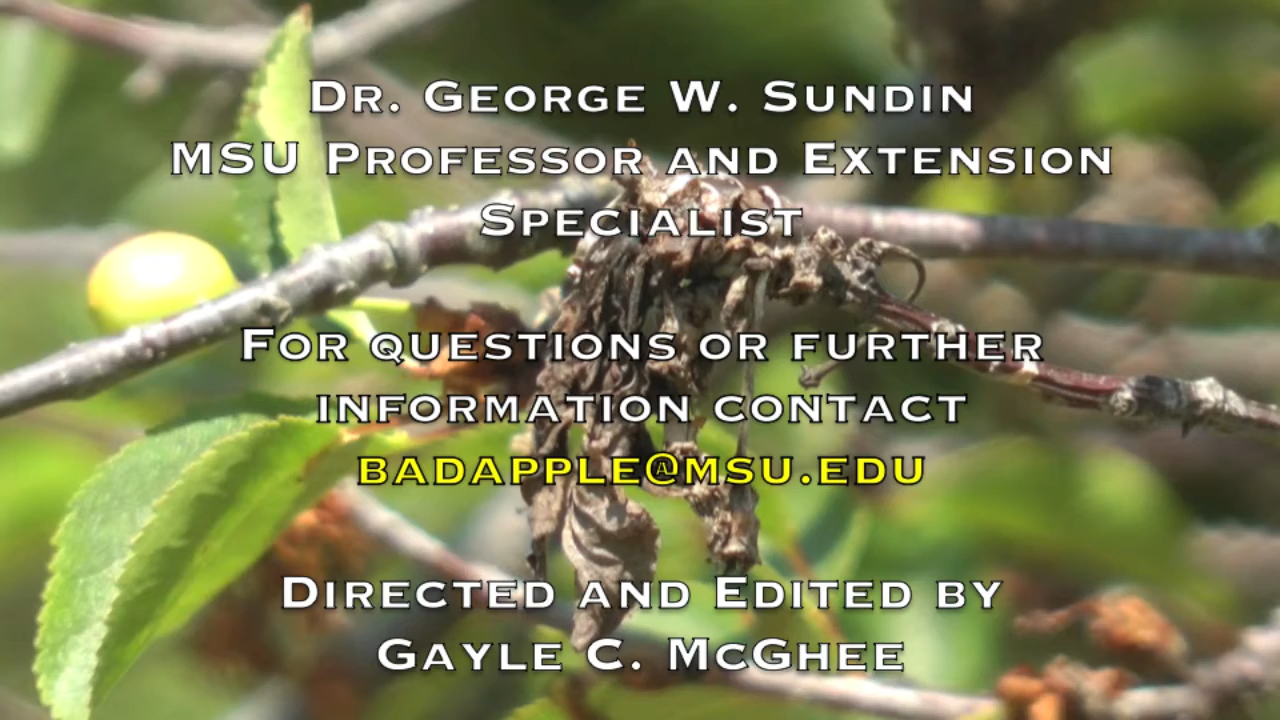 Dr. George W. Sundin
MSU Professor and Extension
Specialist
For questions or further
information contact
badapple@msu.edu
Directed and Edited by
Gayle C. McGhee